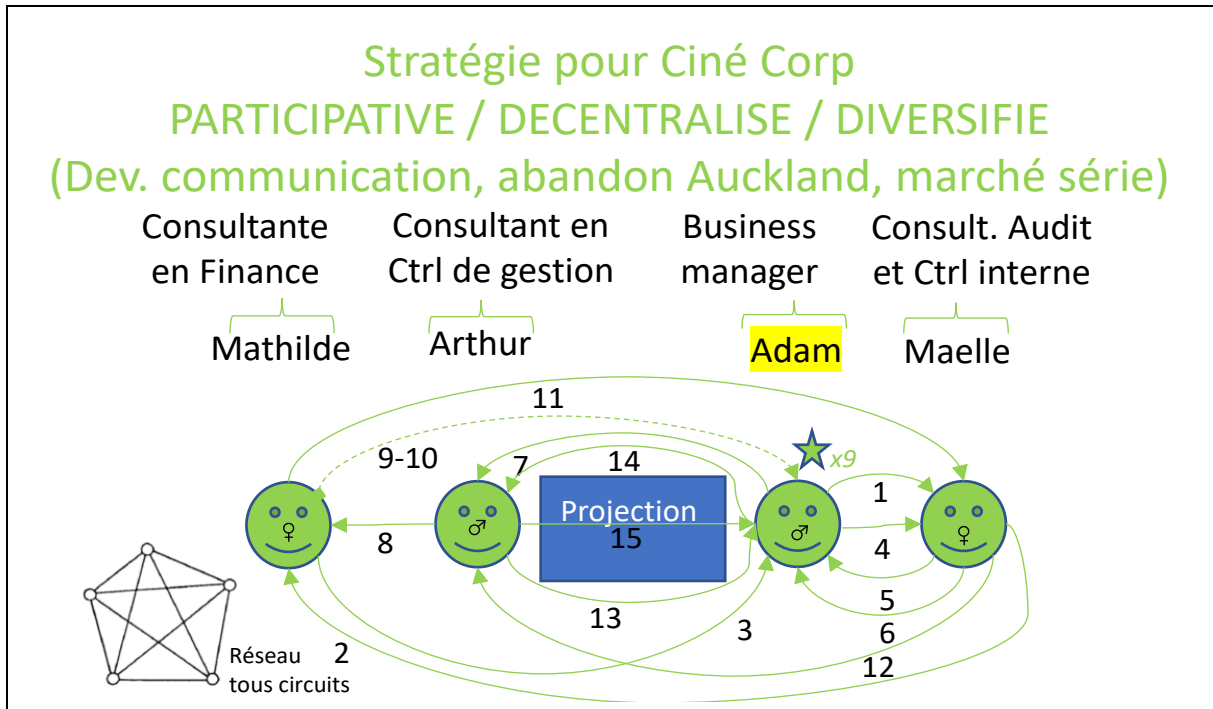 Stratégie pour Ciné Corp
PARTICIPATIVE / DECENTRALISE / DIVERSIFIE
(Dev. communication, abandon Auckland, marché série)
Consultante
en Finance
Consultant en
Ctrl de gestion
Business
manager
Consult. Audit
et Ctrl interne
Mathilde
Arthur
Adam
Maelle
11
9-10
7
14
x9
1
Projection
15
8
4
♀
♂
♂
♀
13
3
5
6
2
12
Réseau
tous circuits